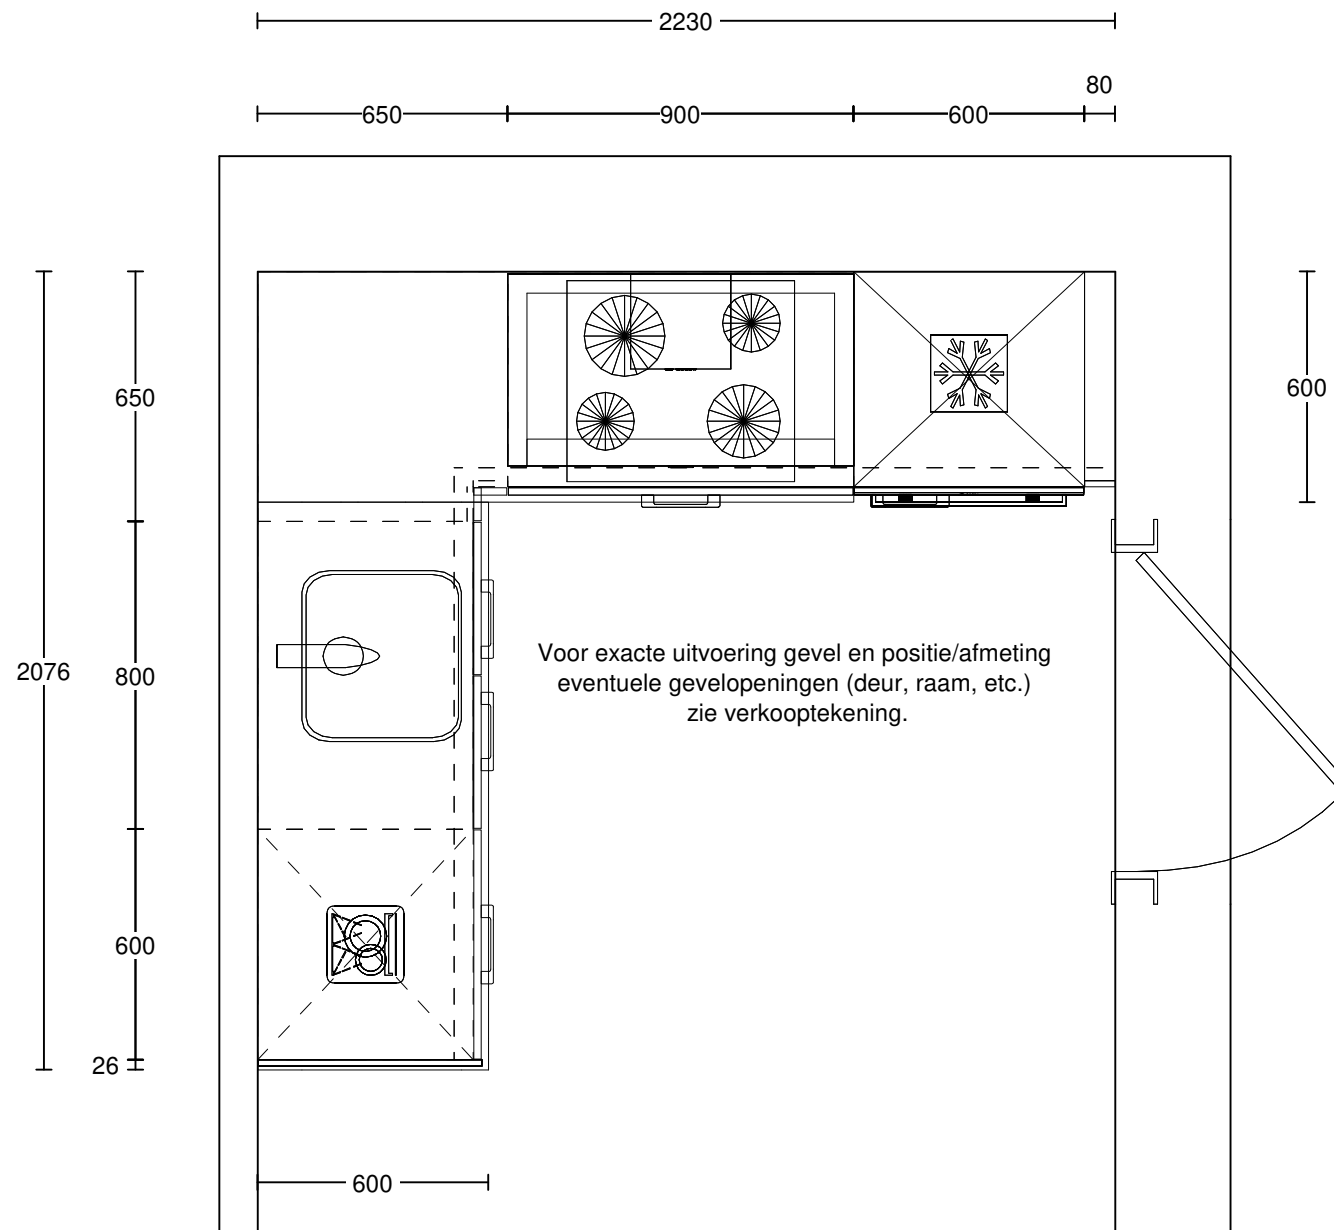 2230
80
650 900 600
650
600
2076
800
Voor exacte uitvoering gevel en positie/afmeting
eventuele gevelopeningen (deur, raam, etc.)
zie verkooptekening.
600
26
600